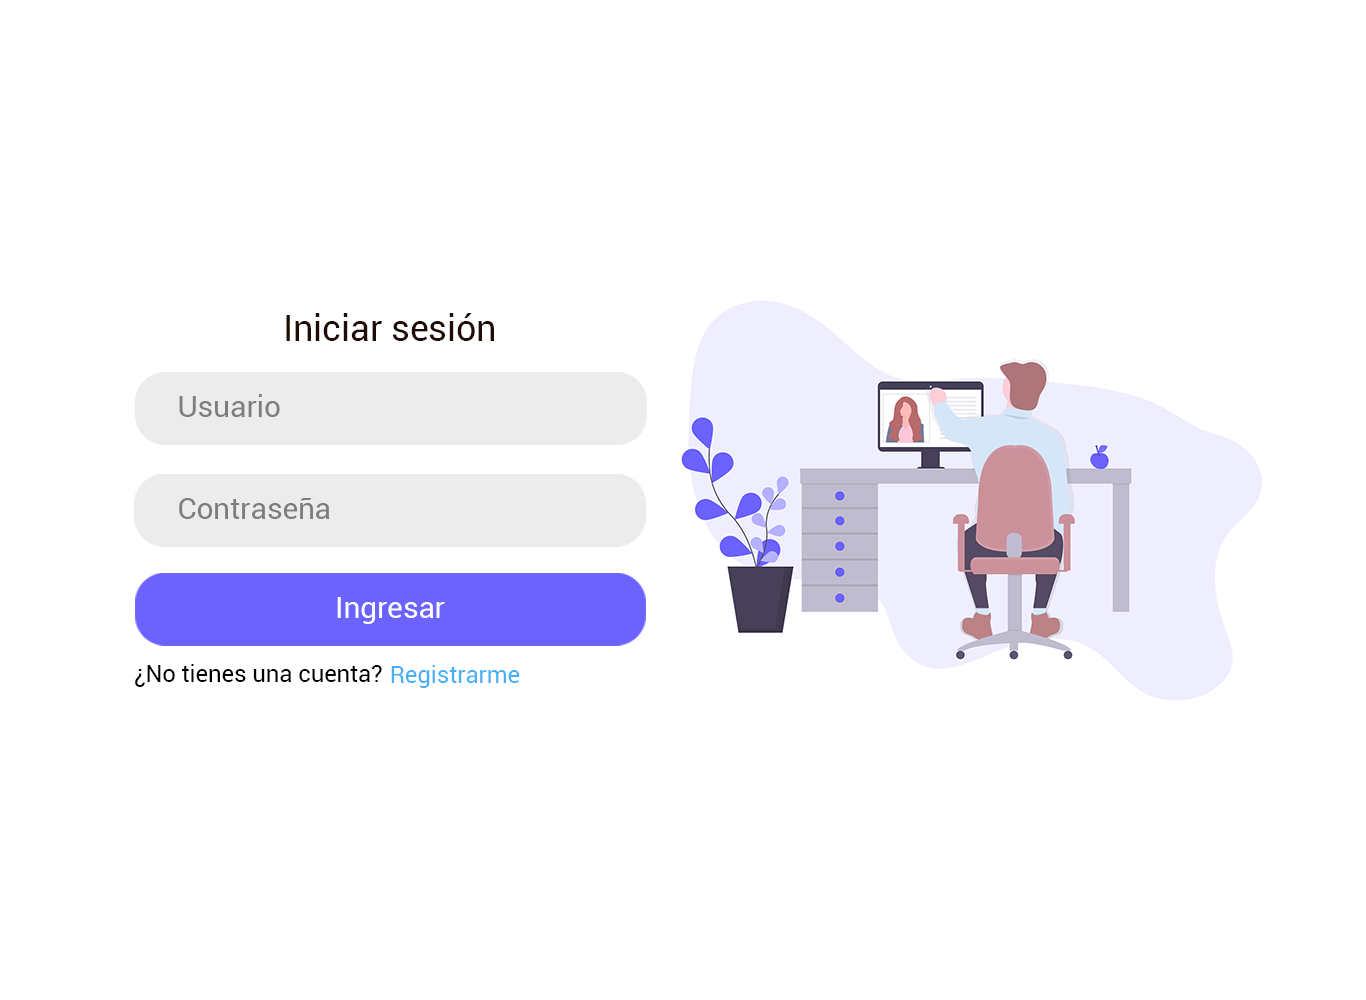 Iniciar sesión
Usuario
Contraseña
Ingresar
¿No tienes una cuenta? Registrarme